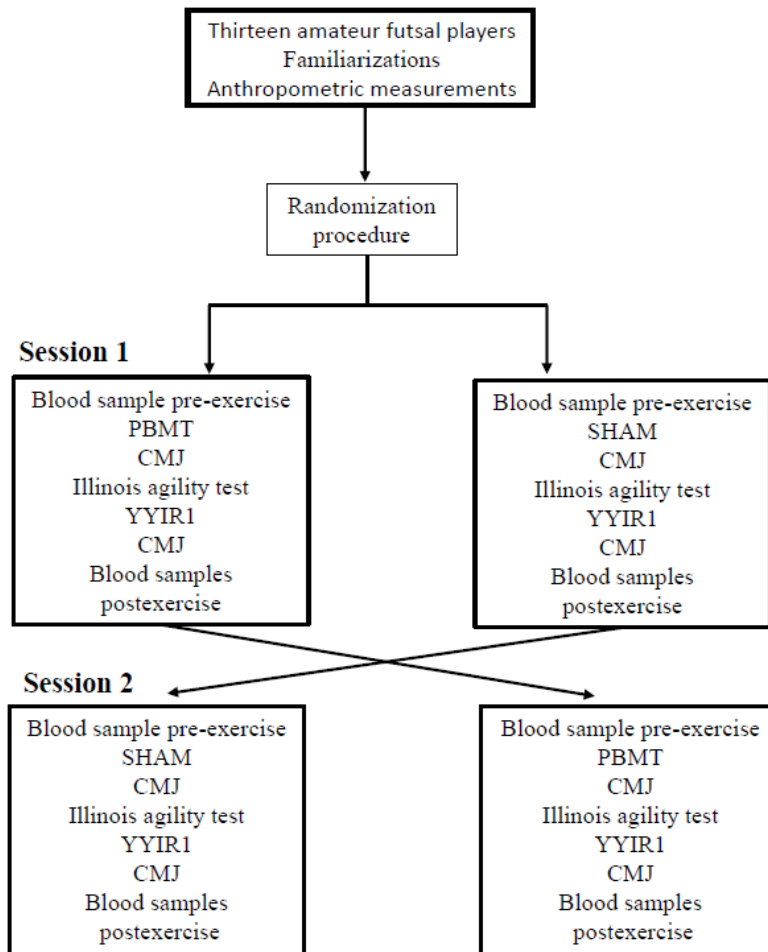 Thirteen amateur futsal players
Familiarizations
Anthropometric measurements
Randomization
procedure
Session 1
Blood sample pre-exercise
PBMT
CMJ
Illinois agility test
YYIR1
CMJ
Blood samples
postexercise
Blood sample pre-exercise
SHAM
CMJ
Illinois agility test
YYIR1
CMJ
Blood samples
postexercise
Session 2
Blood sample pre-exercise
SHAM
CMJ
Illinois agility test
YYIR1
CMJ
Blood samples
postexercise
Blood sample pre-exercise
PBMT
CMJ
Illinois agility test
YYIR1
CMJ
Blood samples
postexercise